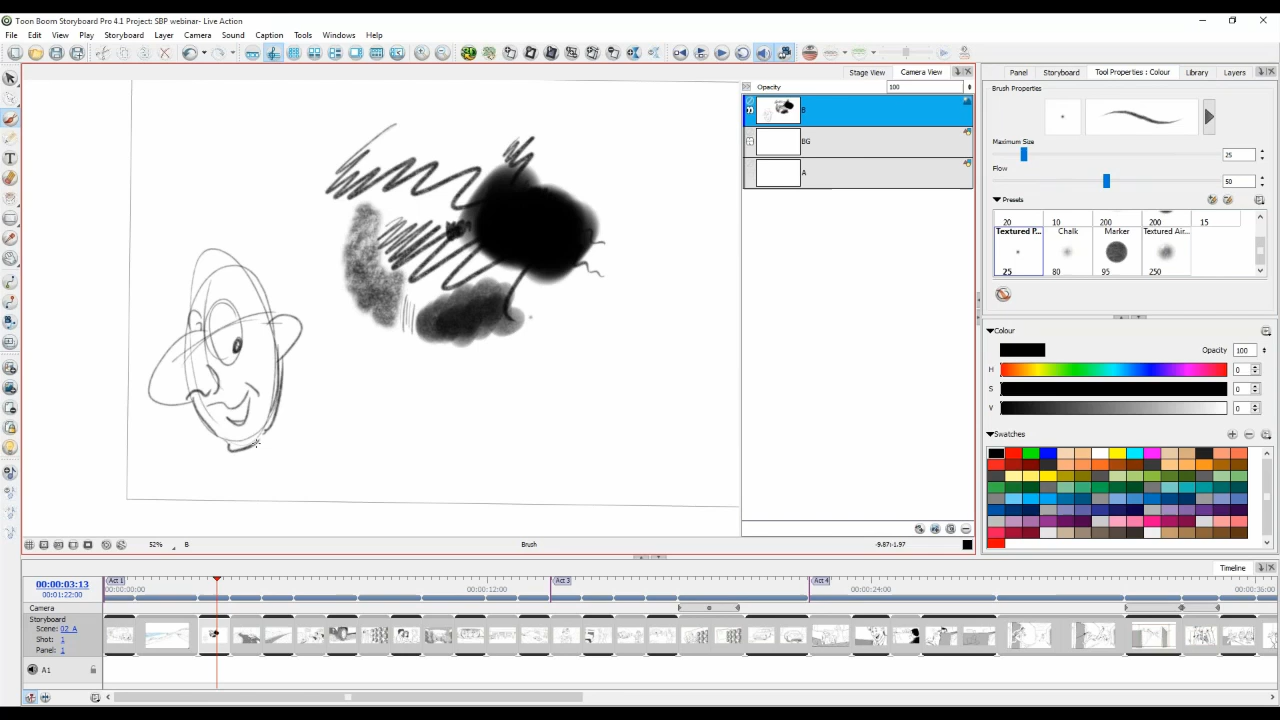 Toon Boom Storyboard Pro 4.1 Project: SBP webinar- Live Action
File Edit View Play Storyboard Layer Camera Sound Caption Tools Windows Help
Stage View Camera View
Opacity 100
B
BG
A
Panel Storyboard Tool Properties : Colour Library Layers
Brush Properties
Maximum Size
25
Flow
50
Presets
20 10 200 200 15
Textured P... Chalk Marker Textured Air...
25 80 95 250
Colour
Opacity 100
H 0
S 0
V 0
Swatches
52% B Brush -9.87:-1.97
Timeline
00:00:03:13
00:01:22:00
Act 1 Act 3 Act 4
00:00:00:00 00:00:12:00 00:00:24:00 00:00:36:00
Camera
Storyboard
Scene: 02_A
Shot: 1
Panel: 1
A1